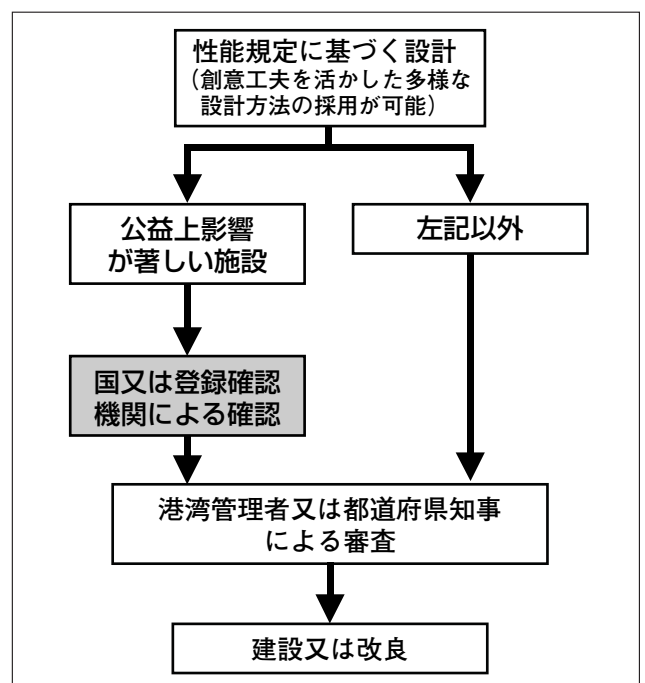 性能規定に基づく設計
（創意工夫を活かした多様な
設計方法の採用が可能）
公益上影響
が著しい施設
左記以外
国又は登録確認
機関による確認
港湾管理者又は都道府県知事
による審査
建設又は改良